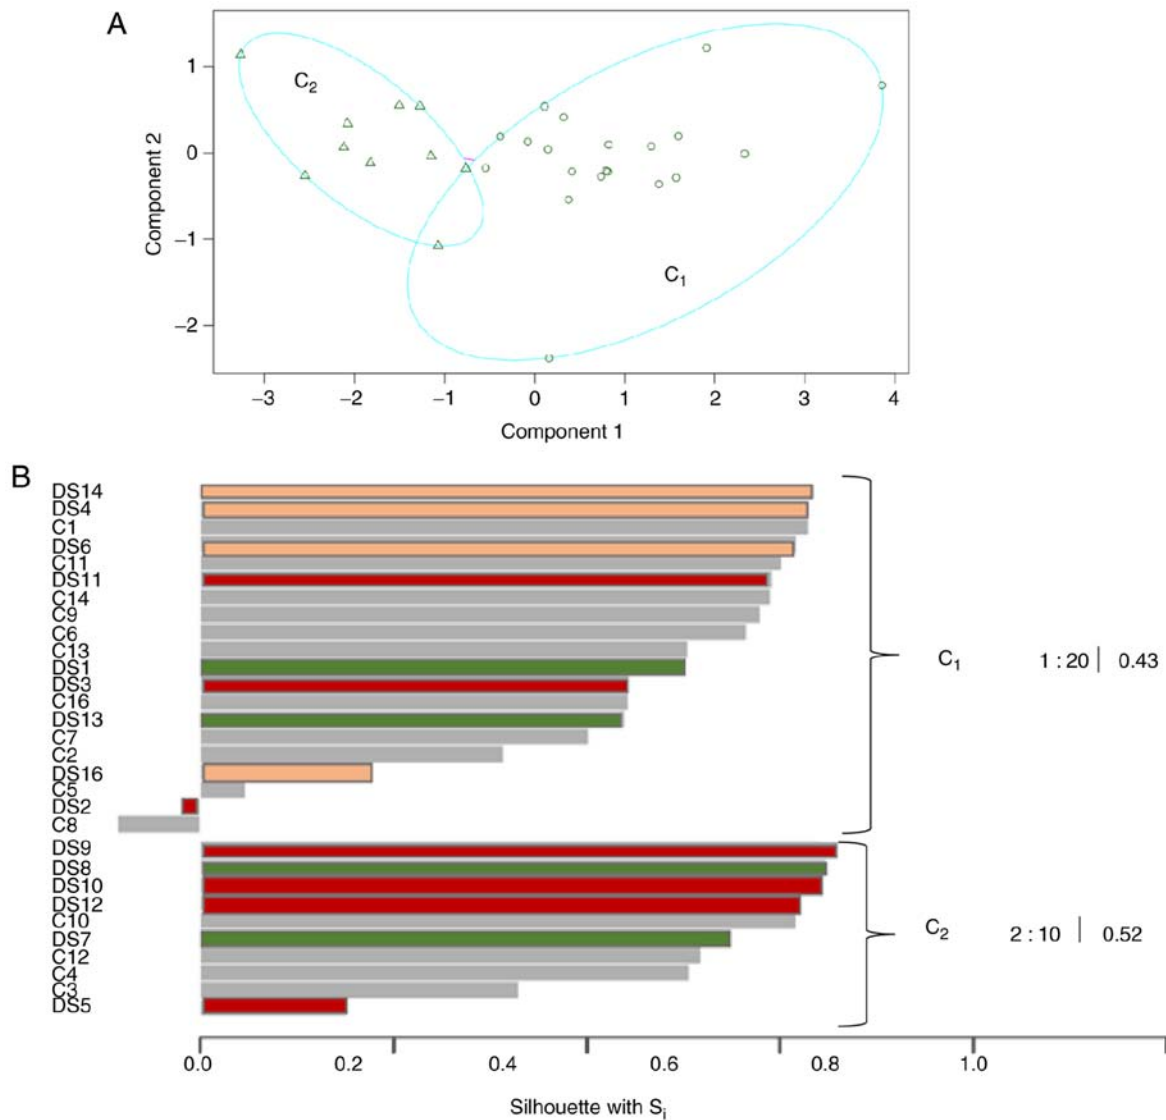 A
C2
C1
1
0
−1
−2
Component 2
−3 −2 −1 0 1 2 3 4
Component 1
B
DS14
DS4
C1
DS6
C11
DS11
C14
C9
C6
C13
DS1
DS3
C16
DS13
C7
C2
DS16
C5
DS2
C8
C1 1 : 20 | 0.43
DS9
DS8
DS10
DS12
C10
DS7
C12
C4
C3
DS5
C2 2 : 10 | 0.52
0.0 0.2 0.4 0.6 0.8 1.0
Silhouette with Si